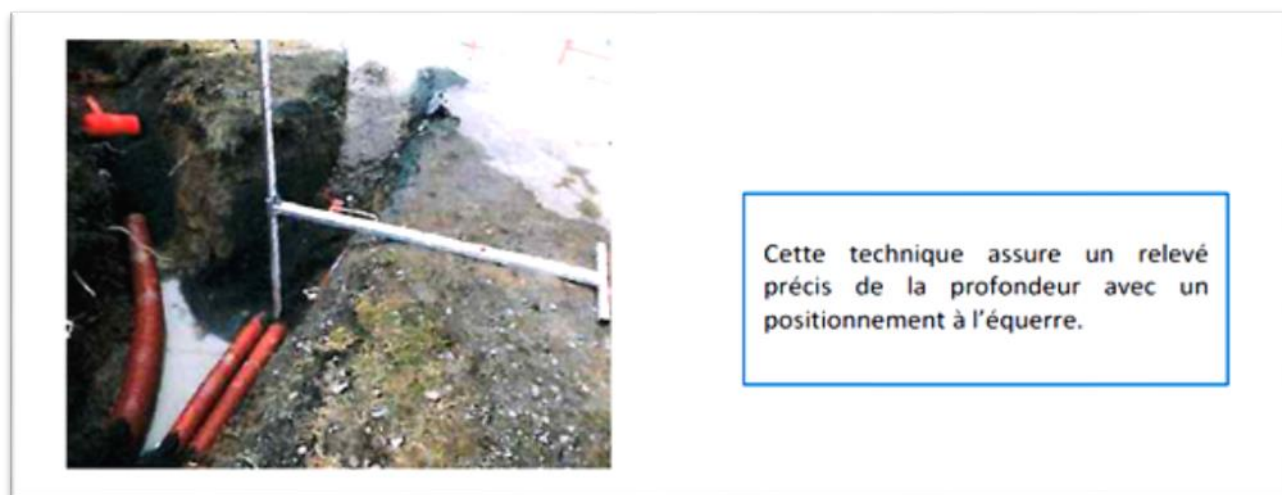 Cette technique assure un relevé
précis de la profondeur avec un
positionnement à l'équerre.